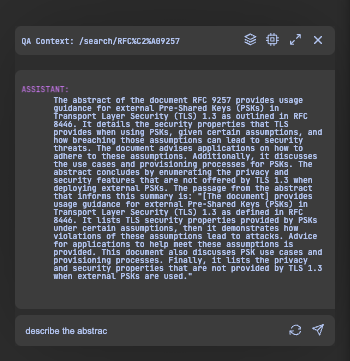 QA Context: /search/RFC%C2%A09257
ASSISTANT:
The abstract of the document RFC 9257 provides usage
guidance for external Pre-Shared Keys (PSKs) in
Transport Layer Security (TLS) 1.3 as outlined in RFC
8446. It details the security properties that TLS
provides when using PSKs, given certain assumptions, and
how breaching those assumptions can lead to security
threats. The document advises applications on how to
adhere to these assumptions. Additionally, it discusses
the use cases and provisioning processes for PSKs. The
abstract concludes by enumerating the privacy and
security features that are not offered by TLS 1.3 when
deploying external PSKs. The passage from the abstract
that informs this summary is: "[The document] provides
usage guidance for external Pre-Shared Keys (PSKs) in
Transport Layer Security (TLS) 1.3 as defined in RFC
8446. It lists TLS security properties provided by PSKs
under certain assumptions, then it demonstrates how
violations of these assumptions lead to attacks. Advice
for applications to help meet these assumptions is
provided. This document also discusses PSK use cases and
provisioning processes. Finally, it lists the privacy
and security properties that are not provided by TLS 1.3
when external PSKs are used."
describe the abstrac